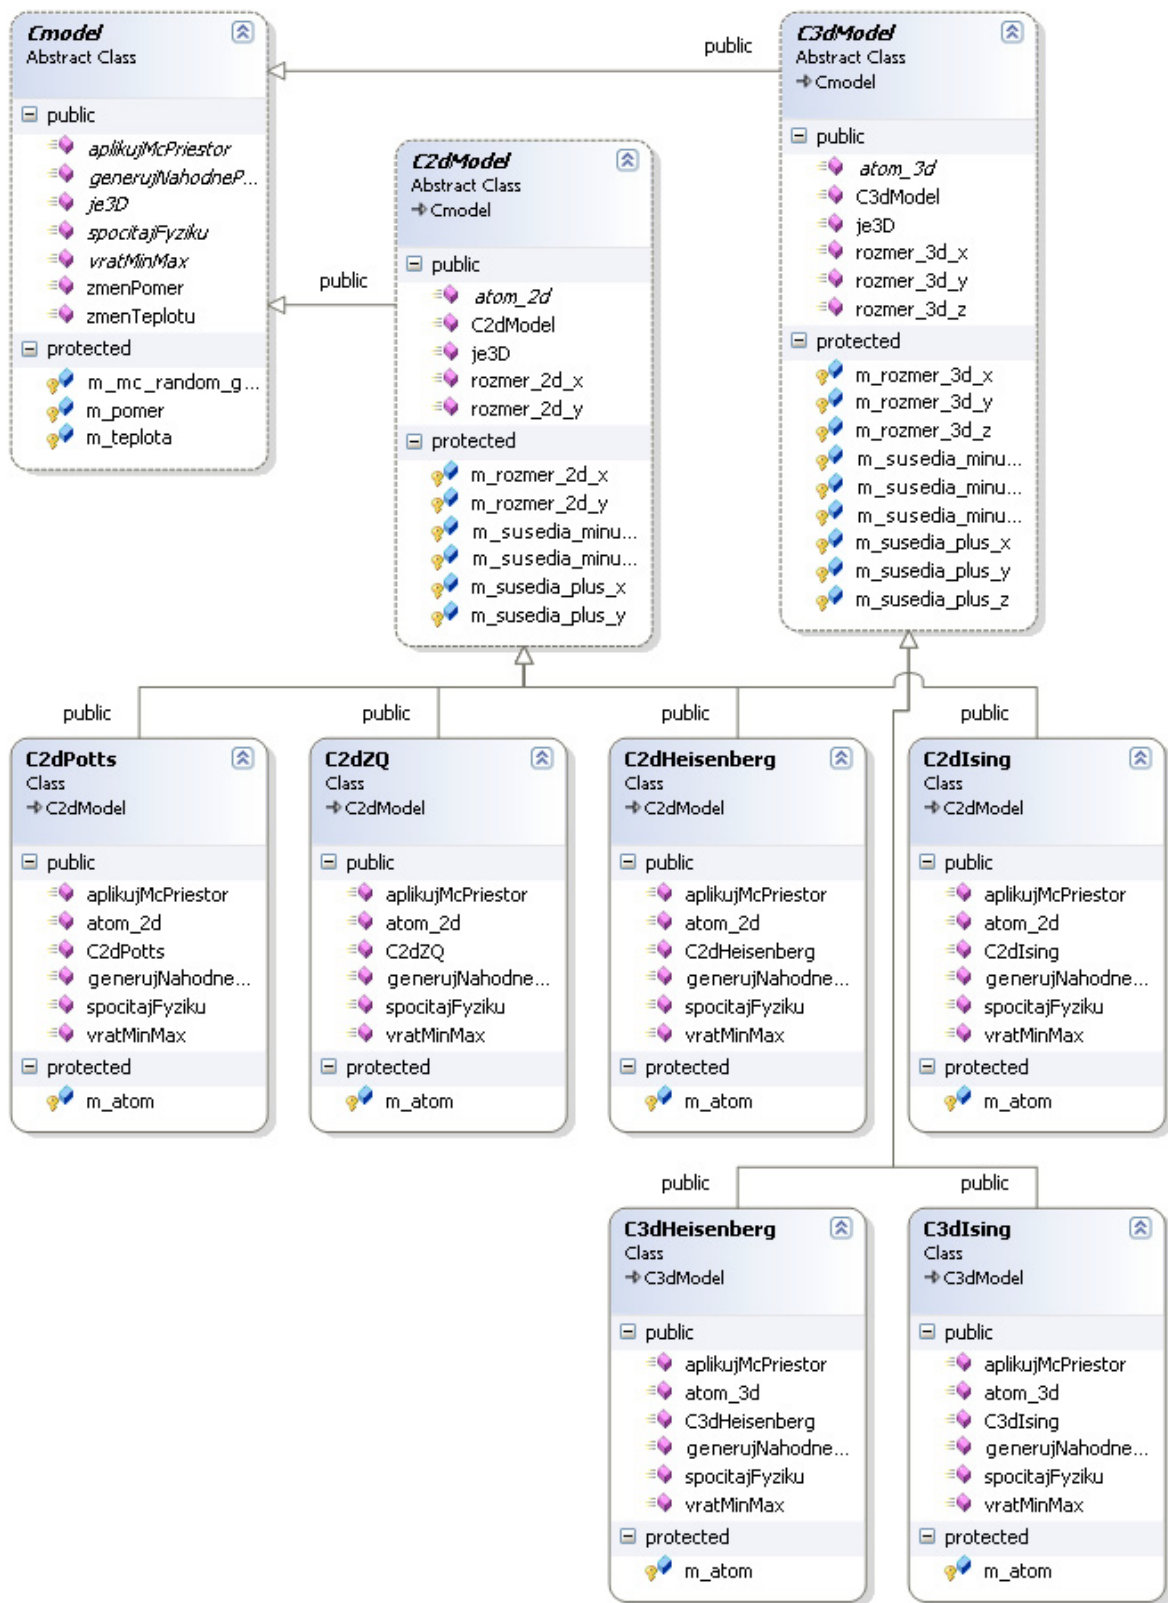 Cmodel
Abstract Class
public
aplikujMcPriestor
generujNahodneP...
je3D
spocitajFyziku
vratMinMax
zmenPomer
zmenTeplotu
protected
m_mc_random_g...
m_pomer
m_teplota
public
public
C2dModel
Abstract Class
Cmodel
public
atom_2d
C2dModel
je3D
rozmer_2d_x
rozmer_2d_y
protected
m_rozmer_2d_x
m_rozmer_2d_y
m_susedia_minu...
m_susedia_minu...
m_susedia_plus_x
m_susedia_plus_y
C3dModel
Abstract Class
Cmodel
public
atom_3d
C3dModel
je3D
rozmer_3d_x
rozmer_3d_y
rozmer_3d_z
protected
m_rozmer_3d_x
m_rozmer_3d_y
m_rozmer_3d_z
m_susedia_minu...
m_susedia_minu...
m_susedia_minu...
m_susedia_plus_x
m_susedia_plus_y
m_susedia_plus_z
public
C2dPotts
Class
C2dModel
public
aplikujMcPriestor
atom_2d
C2dPotts
generujNahodne...
spocitajFyziku
vratMinMax
protected
m_atom
public
C2dZQ
Class
C2dModel
public
aplikujMcPriestor
atom_2d
C2dZQ
generujNahodne...
spocitajFyziku
vratMinMax
protected
m_atom
public
C2dHeisenberg
Class
C2dModel
public
aplikujMcPriestor
atom_2d
C2dHeisenberg
generujNahodne...
spocitajFyziku
vratMinMax
protected
m_atom
public
C2dIsing
Class
C2dModel
public
aplikujMcPriestor
atom_2d
C2dIsing
generujNahodne...
spocitajFyziku
vratMinMax
protected
m_atom
public
C3dHeisenberg
Class
C3dModel
public
aplikujMcPriestor
atom_3d
C3dHeisenberg
generujNahodne...
spocitajFyziku
vratMinMax
protected
m_atom
public
C3dIsing
Class
C3dModel
public
aplikujMcPriestor
atom_3d
C3dIsing
generujNahodne...
spocitajFyziku
vratMinMax
protected
m_atom